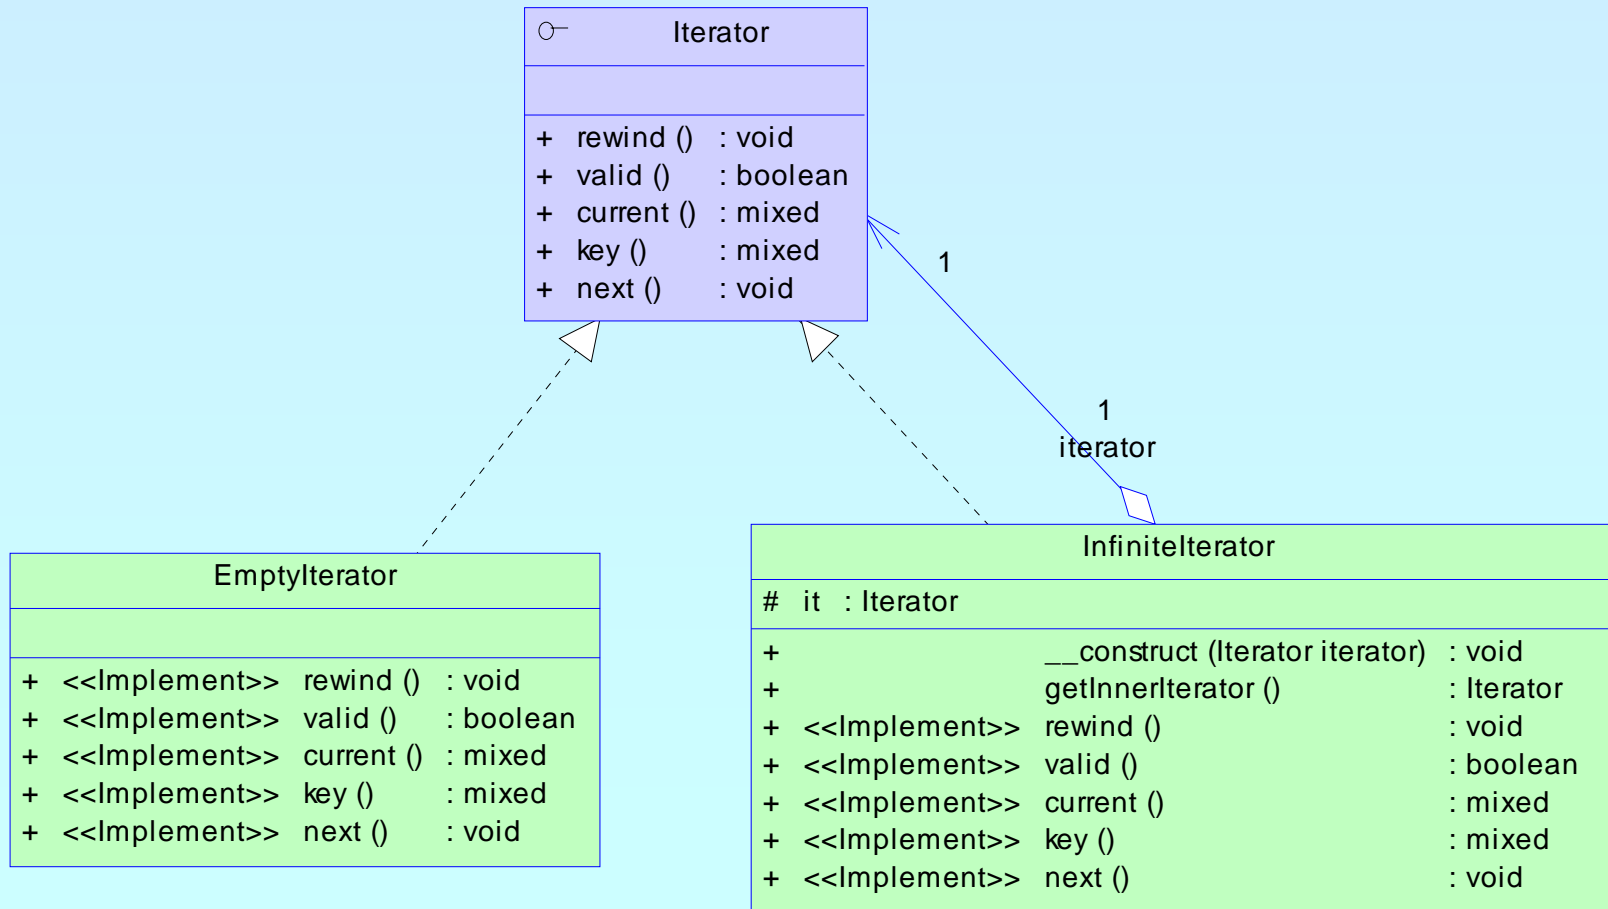 Iterator
+ rewind () : void
+ valid () : boolean
+ current () : mixed
+ key () : mixed
+ next () : void
1
1
iterator
EmptyIterator
+ <<Implement>> rewind () : void
+ <<Implement>> valid () : boolean
+ <<Implement>> current () : mixed
+ <<Implement>> key () : mixed
+ <<Implement>> next () : void
InfiniteIterator
# it : Iterator
+ __construct (Iterator iterator) : void
+ getInnerIterator () : Iterator
+ <<Implement>> rewind () : void
+ <<Implement>> valid () : boolean
+ <<Implement>> current () : mixed
+ <<Implement>> key () : mixed
+ <<Implement>> next () : void